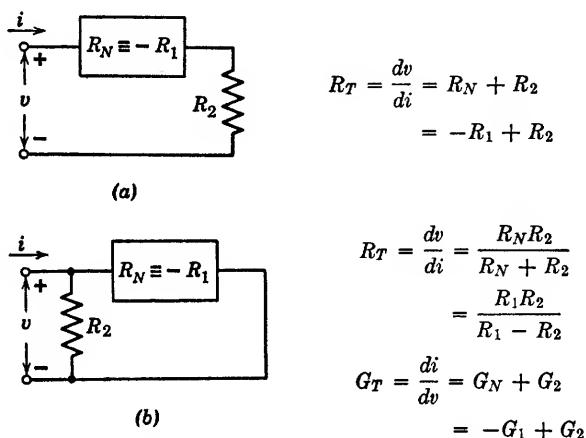 i
+
v
−
R_N ≡ − R_1
R_2
R_T = dv/di = R_N + R_2
= −R_1 + R_2
(a)
i
+
v
−
R_2
R_N ≡ − R_1
R_T = dv/di = R_N R_2/(R_N + R_2)
= R_1 R_2/(R_1 − R_2)
G_T = di/dv = G_N + G_2
= −G_1 + G_2
(b)